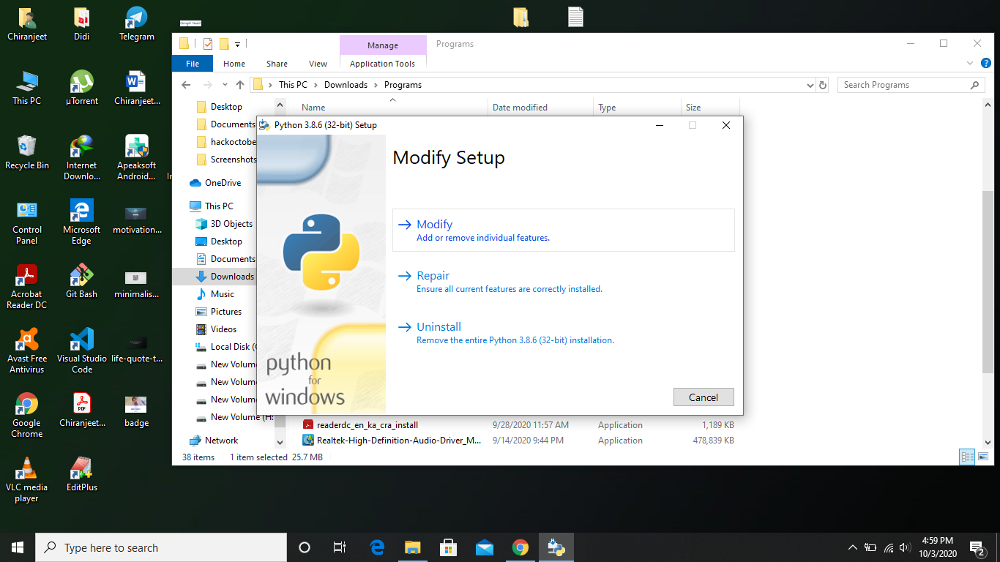 Chiranjeet
Didi
Telegram
This PC
µTorrent
Chiranjeet...
Recycle Bin
Internet
Downlo...
Apeaksoft
Android...
Control
Panel
Microsoft
Edge
motivation...
Acrobat
Reader DC
Git Bash
minimalis...
Avast Free
Antivirus
Visual Studio
Code
life-quote-t...
Google
Chrome
Chiranjeet...
badge
VLC media
player
EditPlus
Manage
Programs
File
Home
Share
View
Application Tools
This PC
Downloads
Programs
Search Programs
Name
Date modified
Type
Size
Desktop
Documents
hackoctobe
Screenshots
OneDrive
This PC
3D Objects
Desktop
Documents
Downloads
Music
Pictures
Videos
Local Disk (
New Volum
New Volum
New Volum
New Volume (H:
Network
Python 3.8.6 (32-bit) Setup
Modify Setup
Modify
Add or remove individual features.
Repair
Ensure all current features are correctly installed.
Uninstall
Remove the entire Python 3.8.6 (32-bit) installation.
python
for
windows
Cancel
readerdc_en_ka_cra_install 9/28/2020 11:57 AM Application 1,189 KB
Realtek-High-Definition-Audio-Driver_M... 9/14/2020 9:44 PM Application 478,839 KB
38 items 1 item selected 25.7 MB
Type here to search
4:59 PM
10/3/2020
2